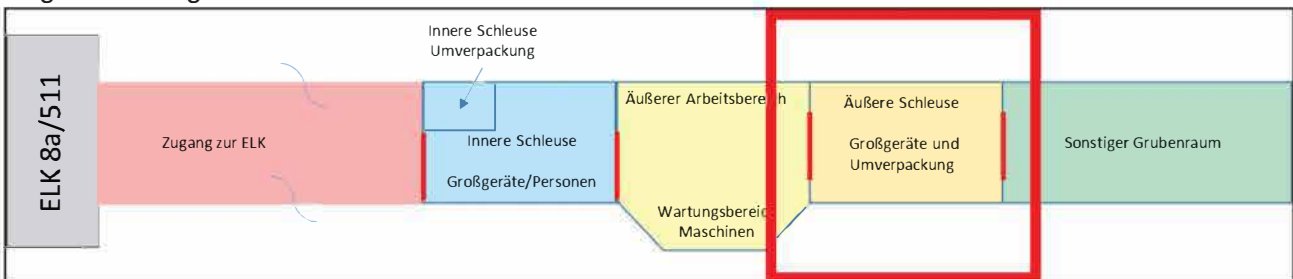 Innere Schleuse
Umverpackung
ELK 8a/511
Zugang zur ELK
Innere Schleuse
Großgeräte/Personen
Äußerer Arbeitsbereich
Wartungsbereic
Maschinen
Äußere Schleuse
Großgeräte und
Umverpackung
Sonstiger Grubenraum